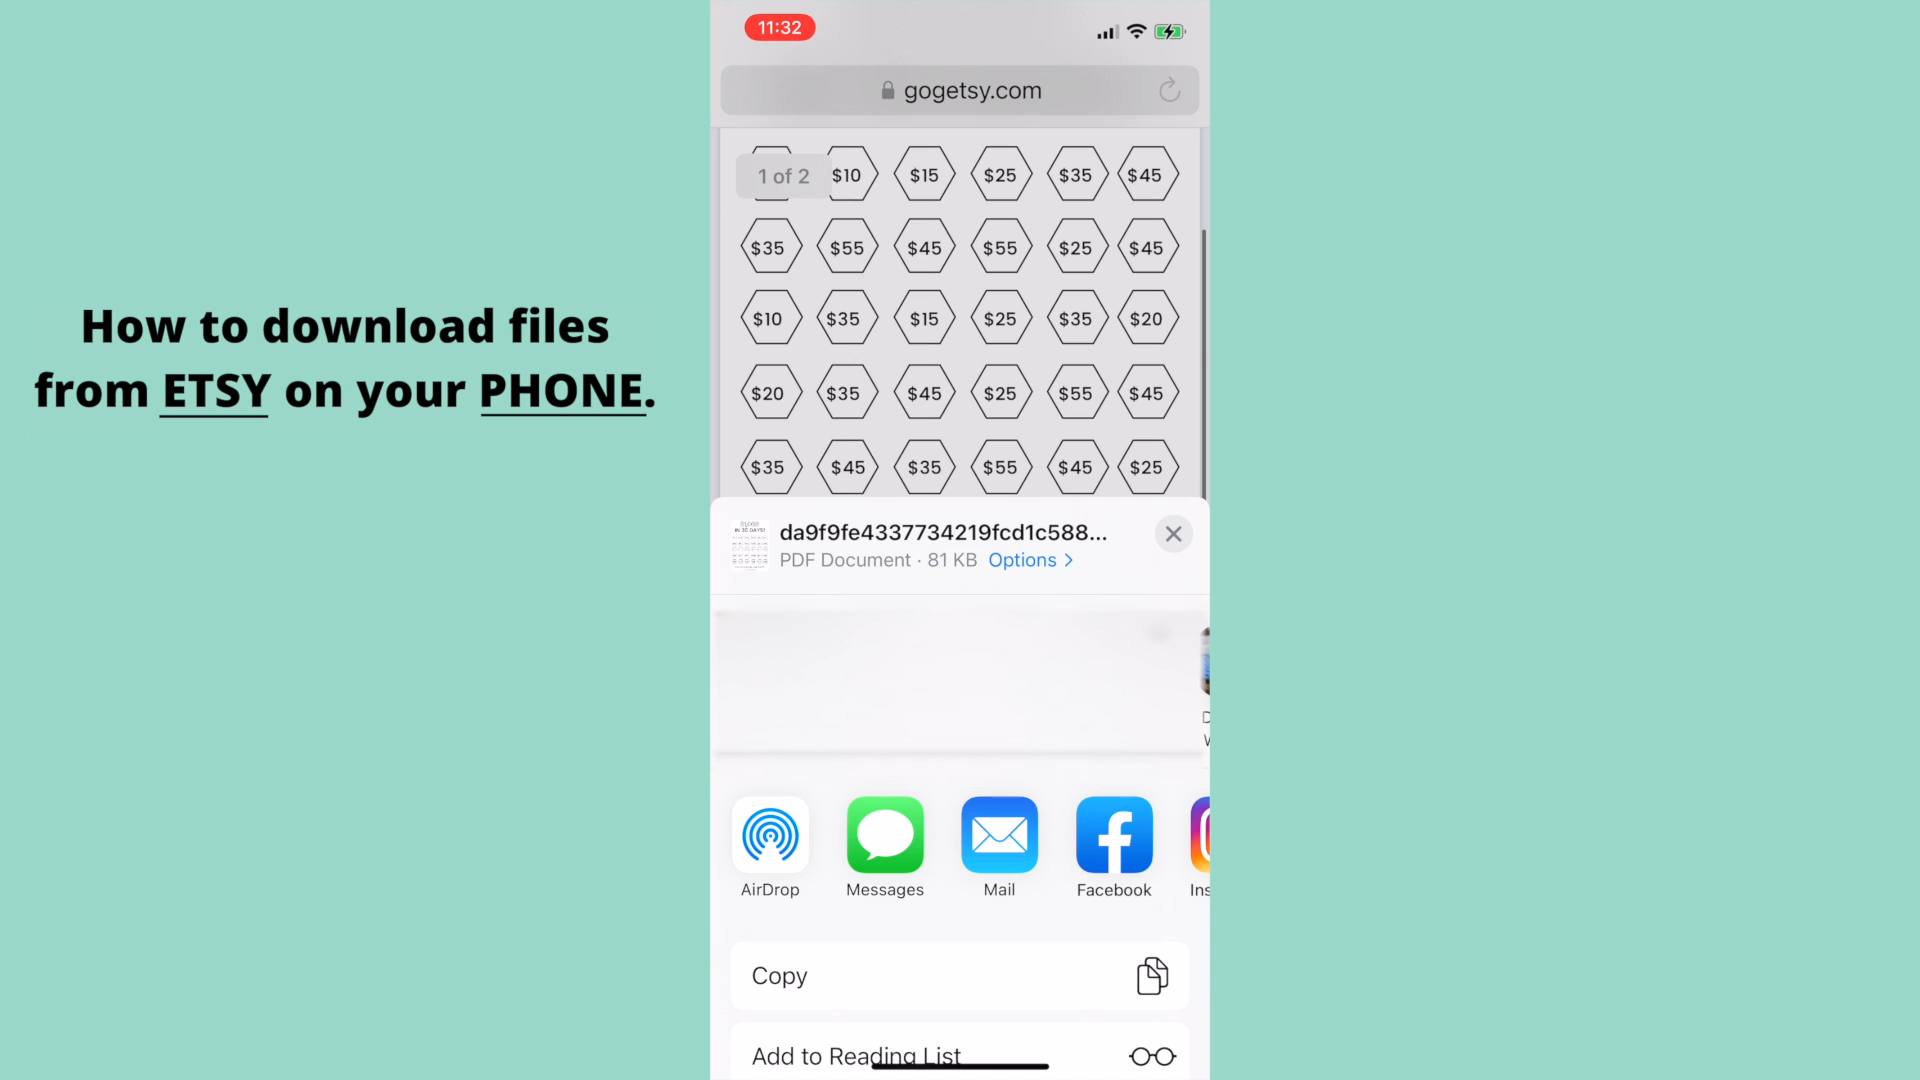 How to download files
from ETSY on your PHONE.
11:32
gogetsy.com
1 of 2
$10 $15 $25 $35 $45
$35 $55 $45 $55 $25 $45
$10 $35 $15 $25 $35 $20
$20 $35 $45 $25 $55 $45
$35 $45 $35 $55 $45 $25
da9f9fe4337734219fcd1c588...
PDF Document · 81 KB Options >
AirDrop Messages Mail Facebook Ins
Copy
Add to Reading List